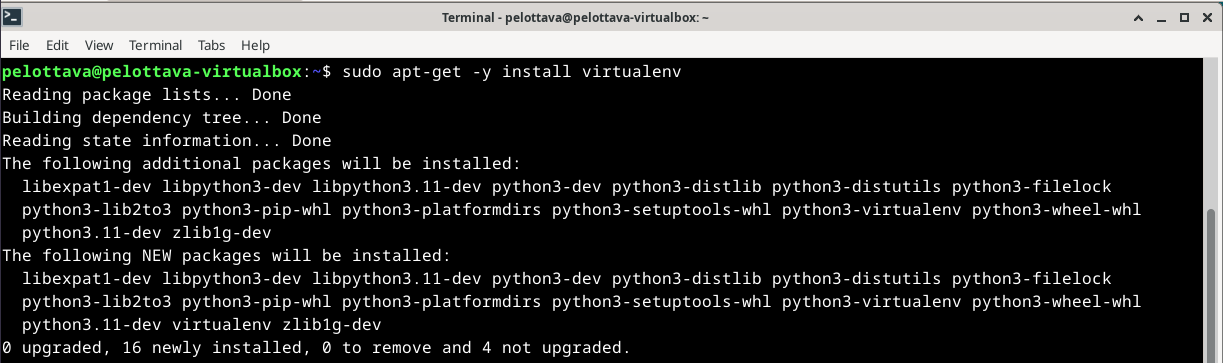 Terminal - pelottava@pelottava-virtualbox: ~
File Edit View Terminal Tabs Help
pelottava@pelottava-virtualbox:~$ sudo apt-get -y install virtualenv
Reading package lists... Done
Building dependency tree... Done
Reading state information... Done
The following additional packages will be installed:
  libexpat1-dev libpython3-dev libpython3.11-dev python3-dev python3-distlib python3-distutils python3-filelock
  python3-lib2to3 python3-pip-whl python3-platformdirs python3-setuptools-whl python3-virtualenv python3-wheel-whl
  python3.11-dev zlib1g-dev
The following NEW packages will be installed:
  libexpat1-dev libpython3-dev libpython3.11-dev python3-dev python3-distlib python3-distutils python3-filelock
  python3-lib2to3 python3-pip-whl python3-platformdirs python3-setuptools-whl python3-virtualenv python3-wheel-whl
  python3.11-dev virtualenv zlib1g-dev
0 upgraded, 16 newly installed, 0 to remove and 4 not upgraded.